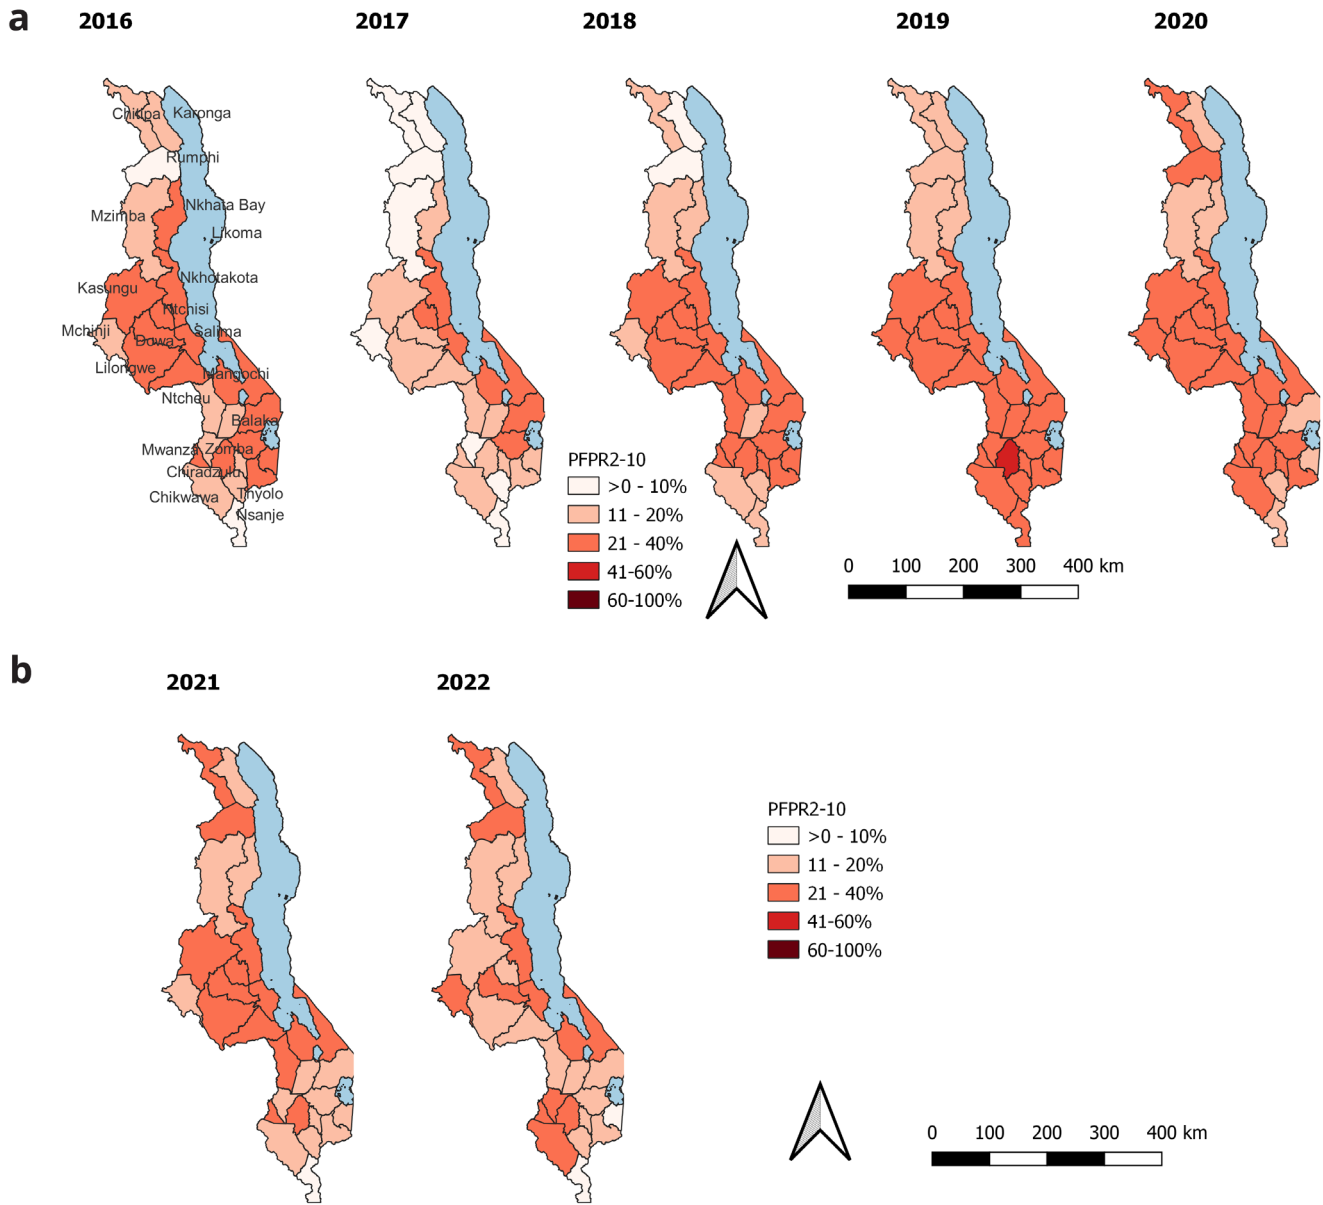 a
2016
2017
2018
2019
2020
Chitipa
Karonga
Rumphi
Nkhata Bay
Mzimba
Likoma
Nkhotakota
Kasungu
Ntchisi
Mchinji
Salima
Dowa
Lilongwe
Mangochi
Ntcheu
Balaka
Mwanza
Zomba
Chiradzulu
Chikwawa
Thyolo
Nsanje
PFPR2-10
>0 - 10%
11 - 20%
21 - 40%
41-60%
60-100%
0 100 200 300 400 km
b
2021
2022
PFPR2-10
>0 - 10%
11 - 20%
21 - 40%
41-60%
60-100%
0 100 200 300 400 km